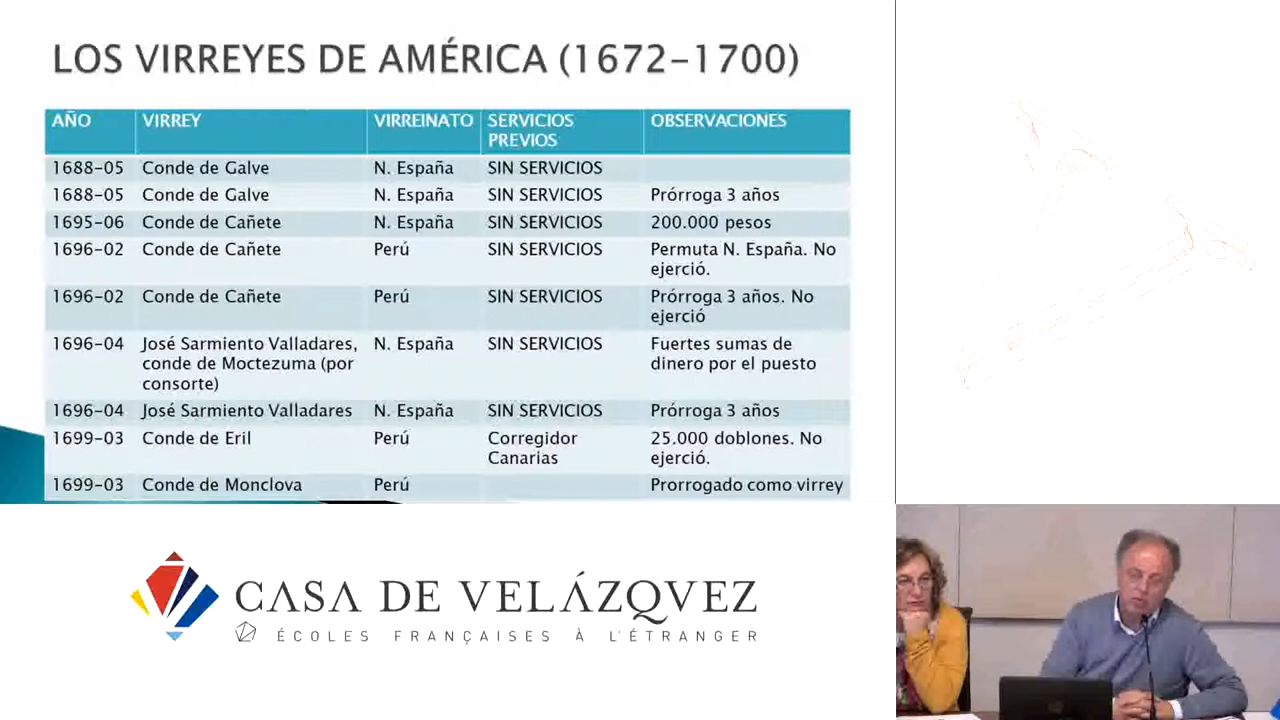 LOS VIRREYES DE AMÉRICA (1672-1700)
AÑO VIRREY VIRREINATO SERVICIOS PREVIOS OBSERVACIONES
1688-05 Conde de Galve N. España SIN SERVICIOS
1688-05 Conde de Galve N. España SIN SERVICIOS Prórroga 3 años
1695-06 Conde de Cañete N. España SIN SERVICIOS 200.000 pesos
1696-02 Conde de Cañete Perú SIN SERVICIOS Permuta N. España. No ejerció.
1696-02 Conde de Cañete Perú SIN SERVICIOS Prórroga 3 años. No ejerció
1696-04 José Sarmiento Valladares, conde de Moctezuma (por consorte) N. España SIN SERVICIOS Fuertes sumas de dinero por el puesto
1696-04 José Sarmiento Valladares N. España SIN SERVICIOS Prórroga 3 años
1699-03 Conde de Eril Perú Corregidor Canarias 25.000 doblones. No ejerció.
1699-03 Conde de Monclova Perú Prorrogado como virrey
CASA DE VELÁZQVEZ
ÉCOLES FRANÇAISES À L'ÉTRANGER